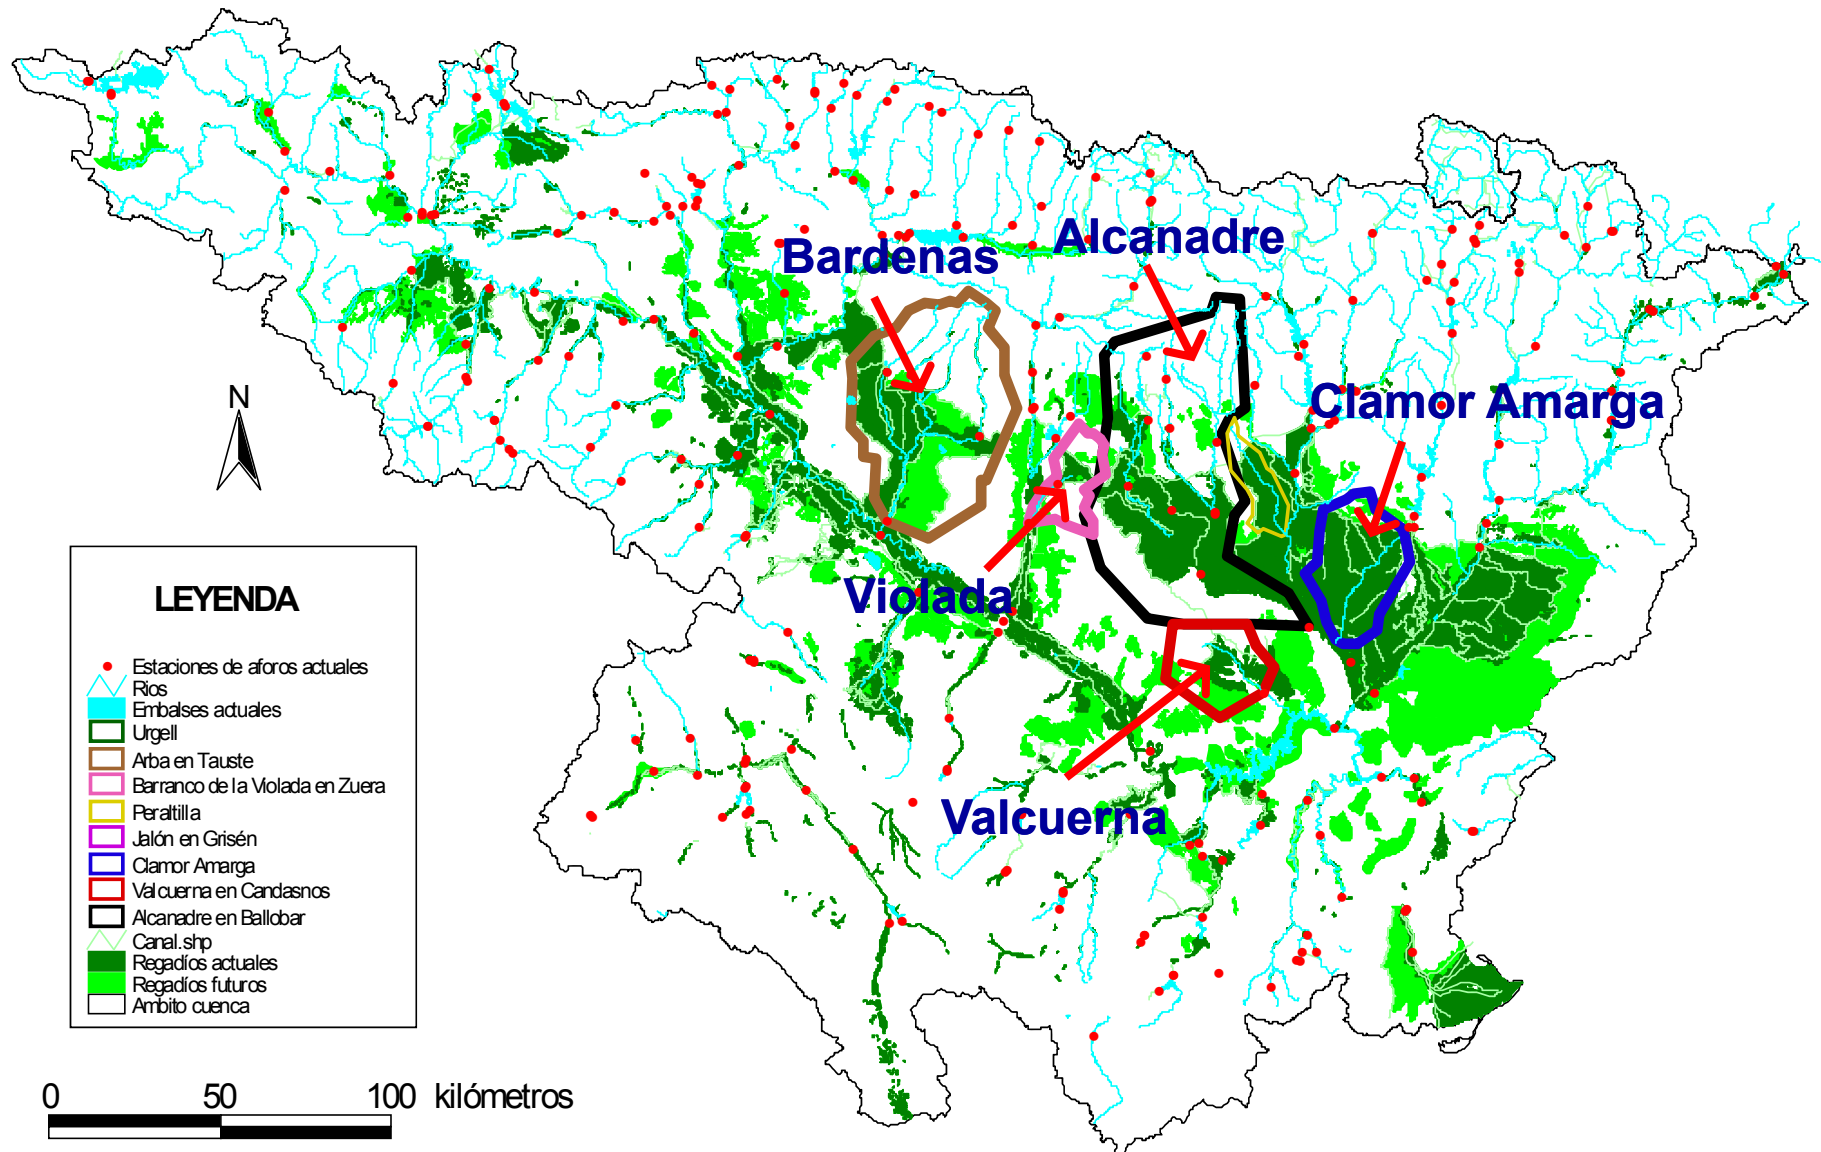 Alcanadre
Bardenas
Clamor Amarga
N
Violada
Valcuerna
LEYENDA
Estaciones de aforos actuales
Rios
Embalses actuales
Urgell
Arba en Tauste
Barranco de la Violada en Zuera
Peraltilla
Jalón en Grisén
Clamor Amarga
Valcuerna en Candasnos
Alcanadre en Ballobar
Canal.shp
Regadíos actuales
Regadíos futuros
Ambito cuenca
0 50 100 kilómetros